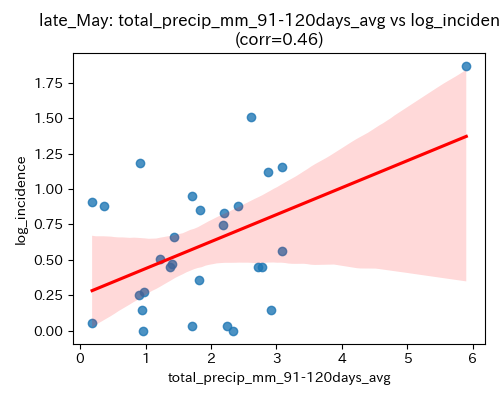 late_May: total_precip_mm_91-120days_avg vs log_inciden
(corr=0.46)
log_incidence
1.75
1.50
1.25
1.00
0.75
0.50
0.25
0.00
0 1 2 3 4 5 6
total_precip_mm_91-120days_avg